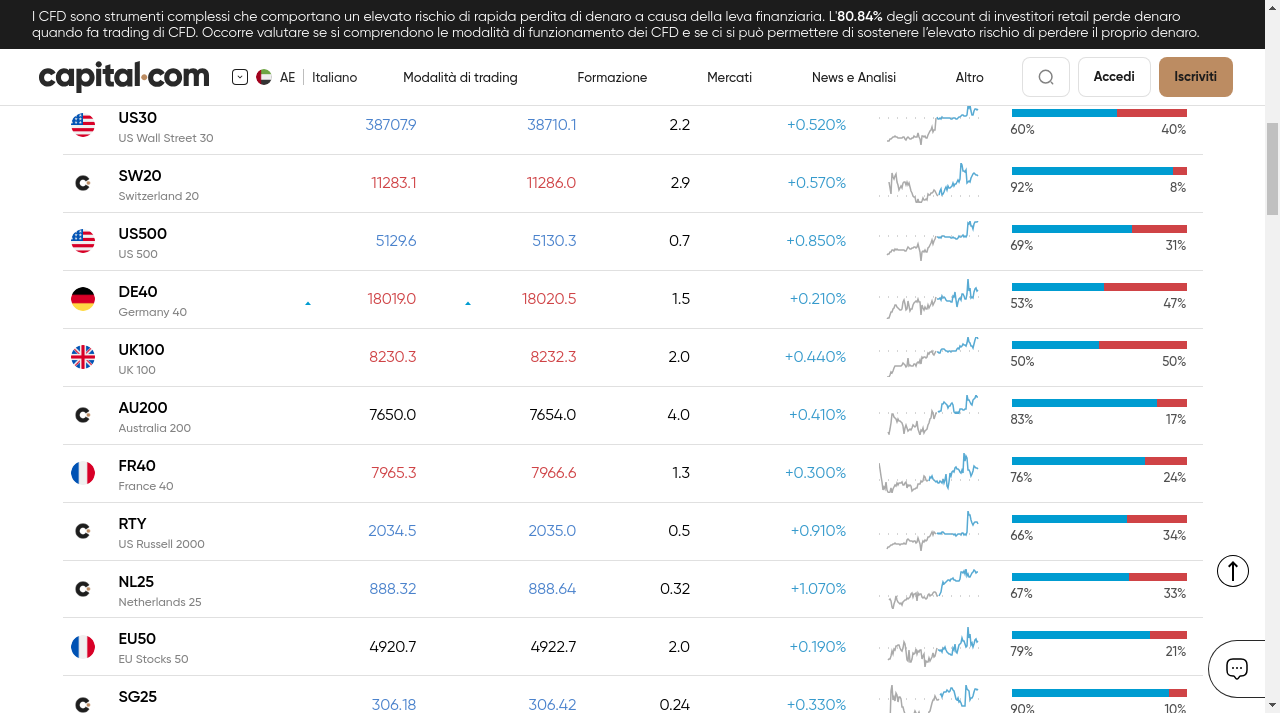 I CFD sono strumenti complessi che comportano un elevato rischio di rapida perdita di denaro a causa della leva finanziaria. L'80.84% degli account di investitori retail perde denaro
quando fa trading di CFD. Occorre valutare se si comprendono le modalità di funzionamento dei CFD e se ci si può permettere di sostenere l'elevato rischio di perdere il proprio denaro.
capital.com AE Italiano Modalità di trading Formazione Mercati News e Analisi Altro Accedi Iscriviti
US30 38707.9 38710.1 2.2 +0.520%
US Wall Street 30 60% 40%
SW20 11283.1 11286.0 2.9 +0.570%
Switzerland 20 92% 8%
US500 5129.6 5130.3 0.7 +0.850%
US 500 69% 31%
DE40 18019.0 18020.5 1.5 +0.210%
Germany 40 53% 47%
UK100 8230.3 8232.3 2.0 +0.440%
UK 100 50% 50%
AU200 7650.0 7654.0 4.0 +0.410%
Australia 200 83% 17%
FR40 7965.3 7966.6 1.3 +0.300%
France 40 76% 24%
RTY 2034.5 2035.0 0.5 +0.910%
US Russell 2000 66% 34%
NL25 888.32 888.64 0.32 +1.070%
Netherlands 25 67% 33%
EU50 4920.7 4922.7 2.0 +0.190%
EU Stocks 50 79% 21%
SG25 306.18 306.42 0.24 +0.330%
90% 10%